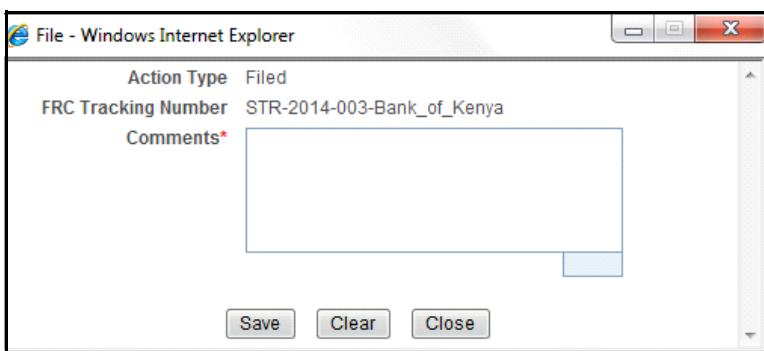 File - Windows Internet Explorer
Action Type Filed
FRC Tracking Number STR-2014-003-Bank_of_Kenya
Comments*
Save Clear Close